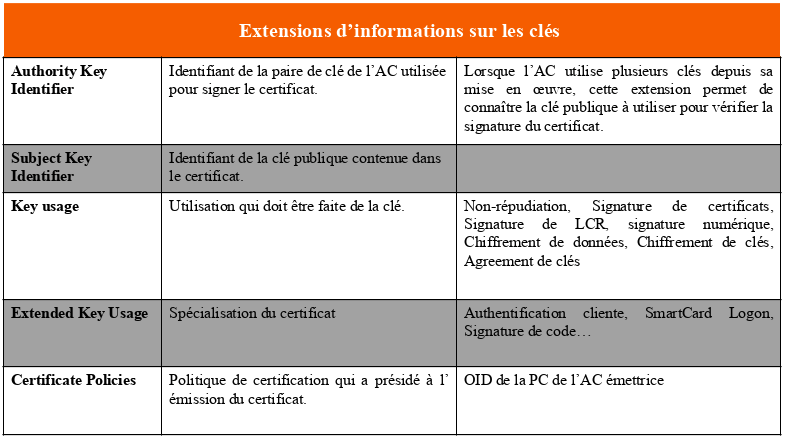 Extensions d’informations sur les clés
Authority Key
Identifier
Identifiant de la paire de clé de l’AC utilisée
pour signer le certificat.
Lorsque l’AC utilise plusieurs clés depuis sa
mise en œuvre, cette extension permet de
connaître la clé publique à utiliser pour vérifier la
signature du certificat.
Subject Key
Identifier
Identifiant de la clé publique contenue dans
le certificat.
Key usage
Utilisation qui doit être faite de la clé.
Non-répudiation, Signature de certificats,
Signature de LCR, signature numérique,
Chiffrement de données, Chiffrement de clés,
Agreement de clés
Extended Key Usage
Spécialisation du certificat
Authentification cliente, SmartCard Logon,
Signature de code…
Certificate Policies
Politique de certification qui a présidé à l’
émission du certificat.
OID de la PC de l’AC émettrice